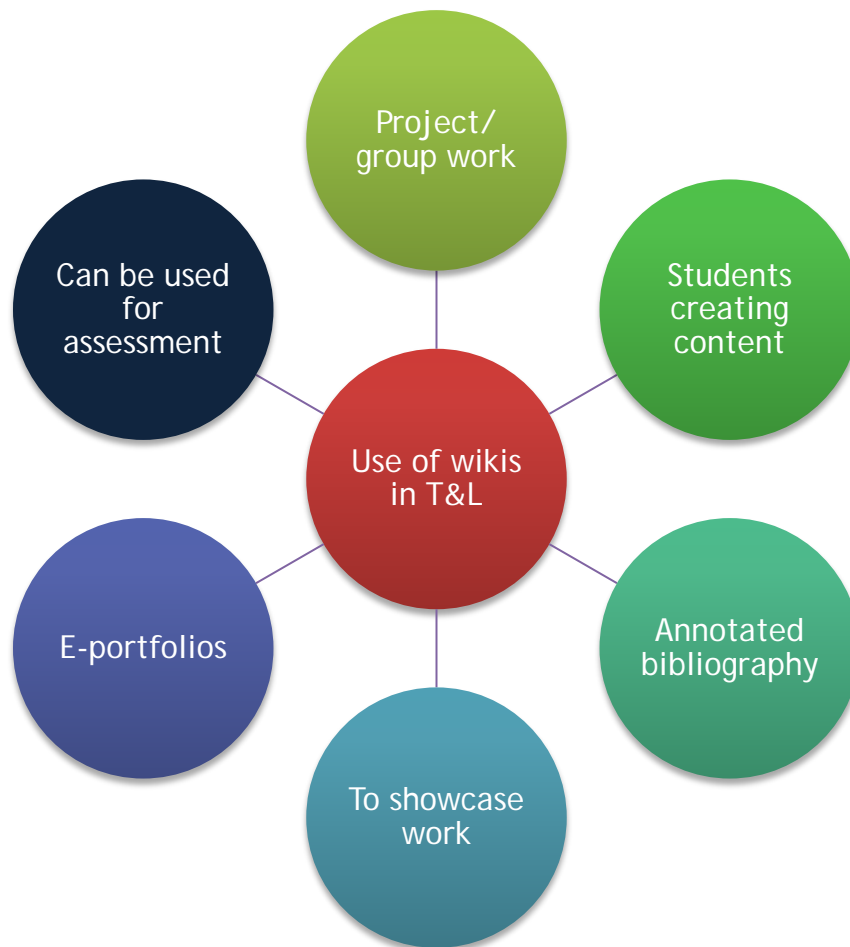 Project/
group work
Can be used
for
assessment
Students
creating
content
Use of wikis
in T&L
E-portfolios
Annotated
bibliography
To showcase
work